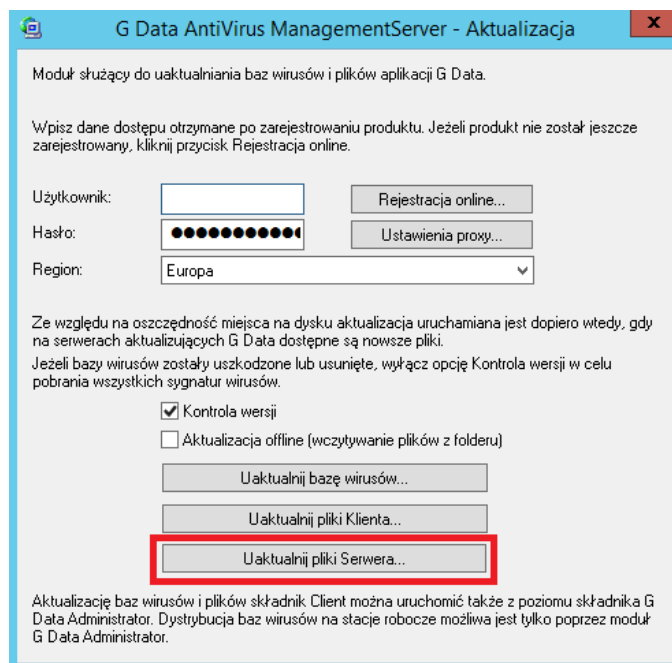 G Data AntiVirus ManagementServer - Aktualizacja
x
Moduł służący do uaktualniania baz wirusów i plików aplikacji G Data.
Wpisz dane dostępu otrzymane po zarejestrowaniu produktu. Jeżeli produkt nie został jeszcze
zarejestrowany, kliknij przycisk Rejestracja online.
Użytkownik:
Rejestracja online...
Hasło:
Ustawienia proxy...
Region:
Europa
Ze względu na oszczędność miejsca na dysku aktualizacja uruchamiana jest dopiero wtedy, gdy
na serwerach aktualizujących G Data dostępne są nowsze pliki.
Jeżeli bazy wirusów zostały uszkodzone lub usunięte, wyłącz opcję Kontrola wersji w celu
pobrania wszystkich sygnatur wirusów.
Kontrola wersji
Aktualizacja offline (wczytywanie plików z folderu)
Uaktualnij bazę wirusów...
Uaktualnij pliki Klienta...
Uaktualnij pliki Serwera...
Aktualizację baz wirusów i plików składnik Client można uruchomić także z poziomu składnika G
Data Administrator. Dystrybucja baz wirusów na stacje robocze możliwa jest tylko poprzez moduł
G Data Administrator.